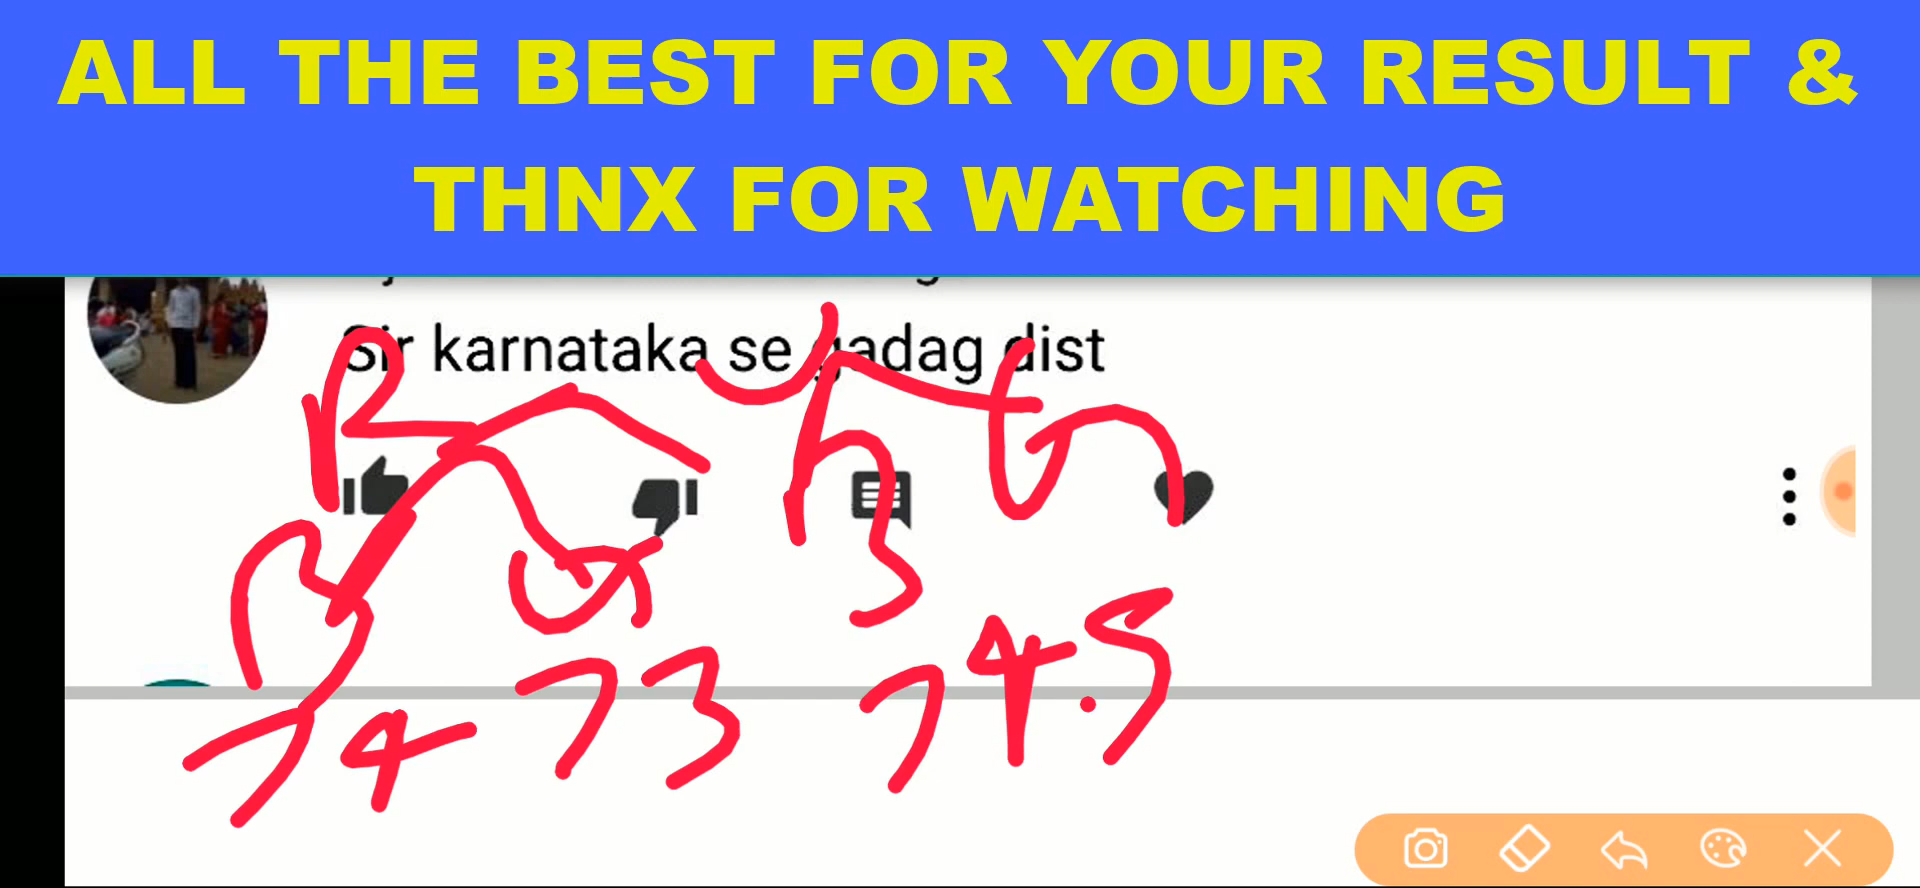 ALL THE BEST FOR YOUR RESULT &
THNX FOR WATCHING
Sir karnataka se gadag dist
74 73 74.5